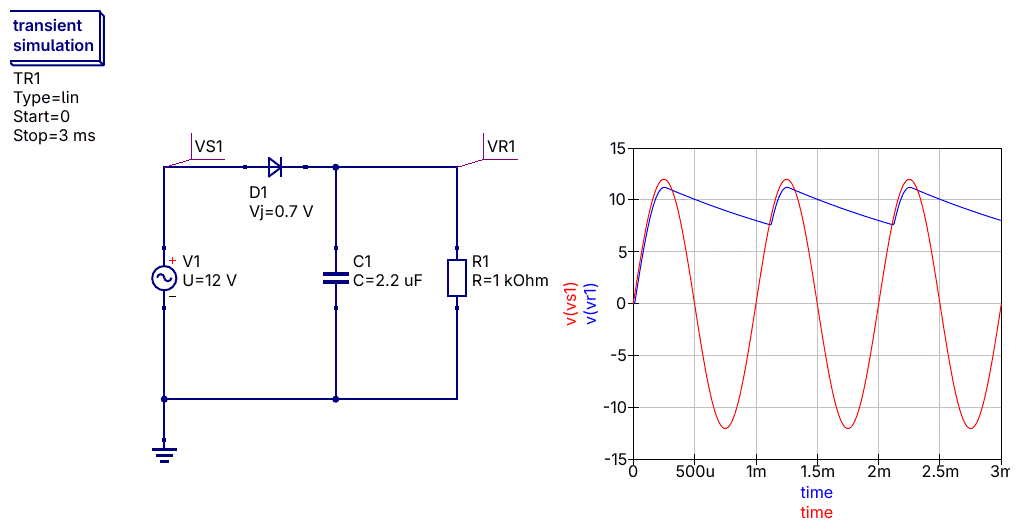 transient
simulation
TR1
Type=lin
Start=0
Stop=3 ms
VS1
VR1
D1
Vj=0.7 V
+ V1
U=12 V
−
C1
C=2.2 uF
R1
R=1 kOhm
15
10
5
0
-5
-10
-15
v(vs1)
v(vr1)
0 500u 1m 1.5m 2m 2.5m 3m
time
time